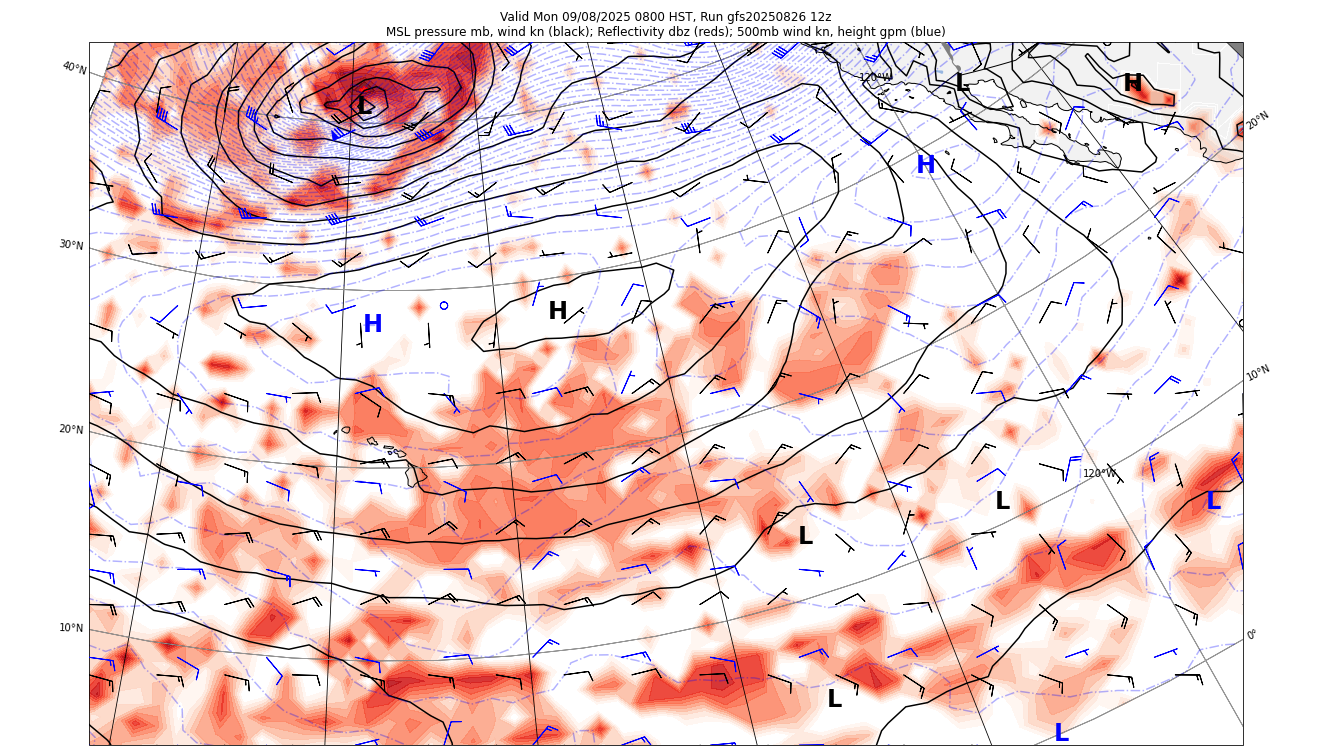 Valid Mon 09/08/2025 0800 HST, Run gfs20250826 12z
MSL pressure mb, wind kn (black); Reflectivity dbz (reds); 500mb wind kn, height gpm (blue)
40°N
120°W
L
H
L
20°N
H
30°N
H
H
10°N
20°N
120°W
L
L
L
10°N
0°
L
L